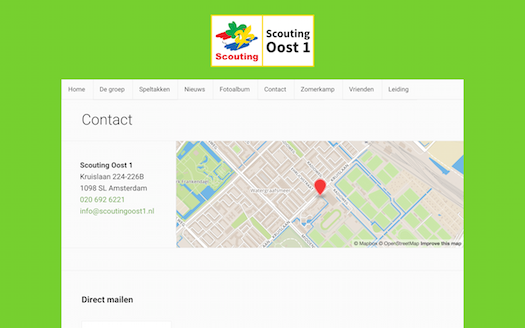 Scouting
Scouting
Oost 1
Home
De groep
Speltakken
Nieuws
Fotoalbum
Contact
Zomerkamp
Vrienden
Leiding
Contact
Scouting Oost 1
Kruislaan 224-226B
1098 SL Amsterdam
020 692 6221
info@scoutingoost1.nl
Watergraafsmeer
© Mapbox © OpenStreetMap Improve this map
Direct mailen